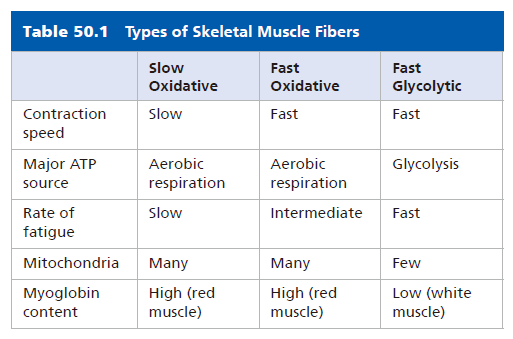 Table 50.1 Types of Skeletal Muscle Fibers
Slow Oxidative Fast Oxidative Fast Glycolytic
Contraction speed Slow Fast Fast
Major ATP source Aerobic respiration Aerobic respiration Glycolysis
Rate of fatigue Slow Intermediate Fast
Mitochondria Many Many Few
Myoglobin content High (red muscle) High (red muscle) Low (white muscle)